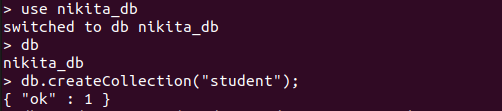 > use nikita_db
switched to db nikita_db
> db
nikita_db
> db.createCollection("student");
{ "ok" : 1 }